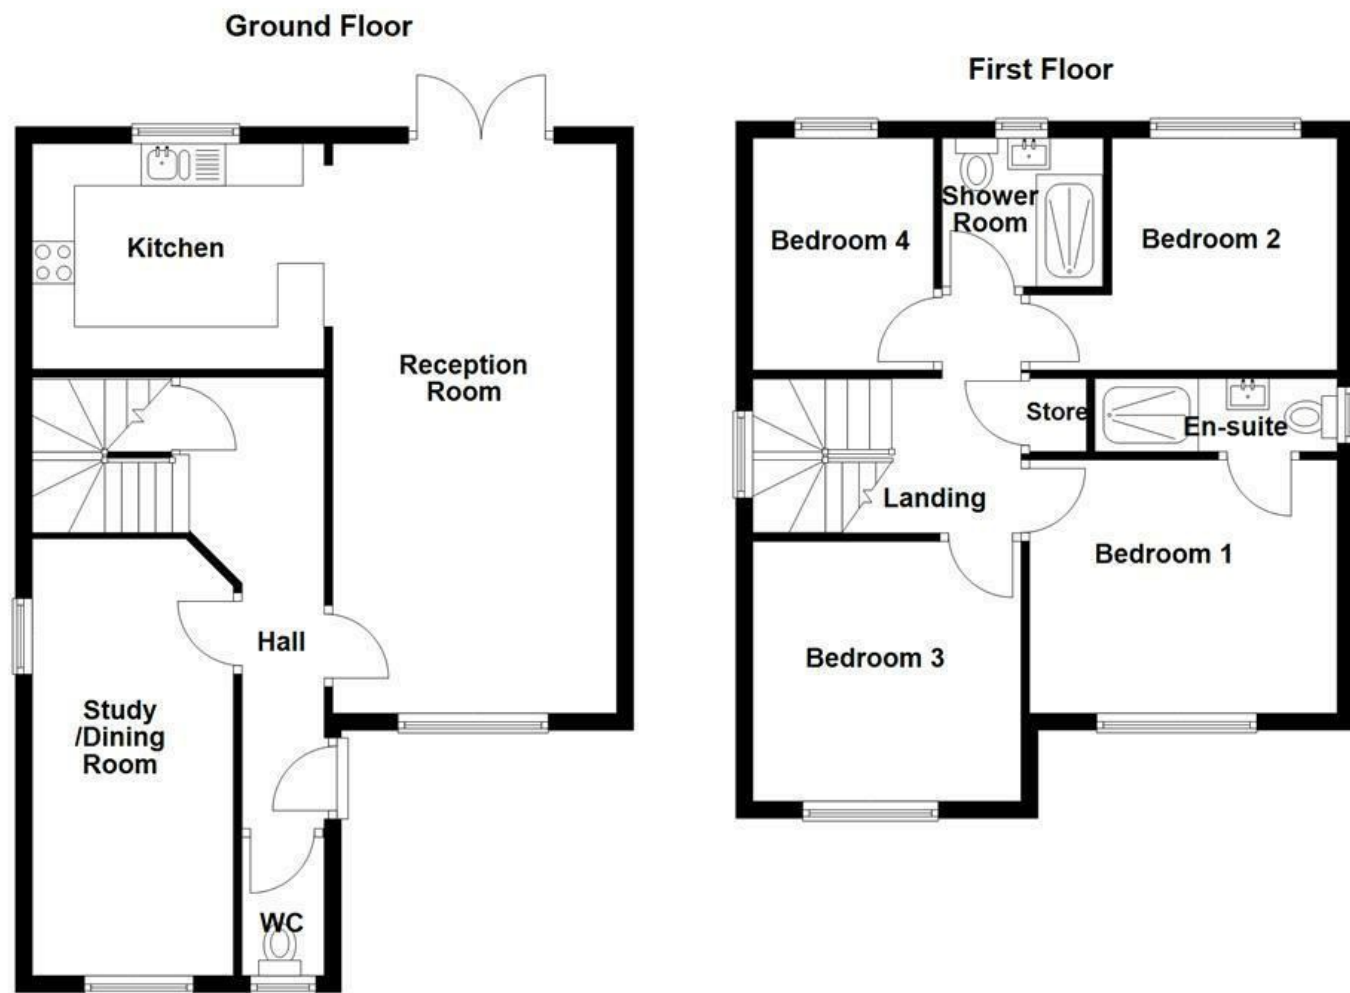 Ground Floor
Kitchen
Reception
Room
Hall
Study
/Dining
Room
WC
First Floor
Shower
Room
Bedroom 4
Bedroom 2
Store
En-suite
Landing
Bedroom 1
Bedroom 3